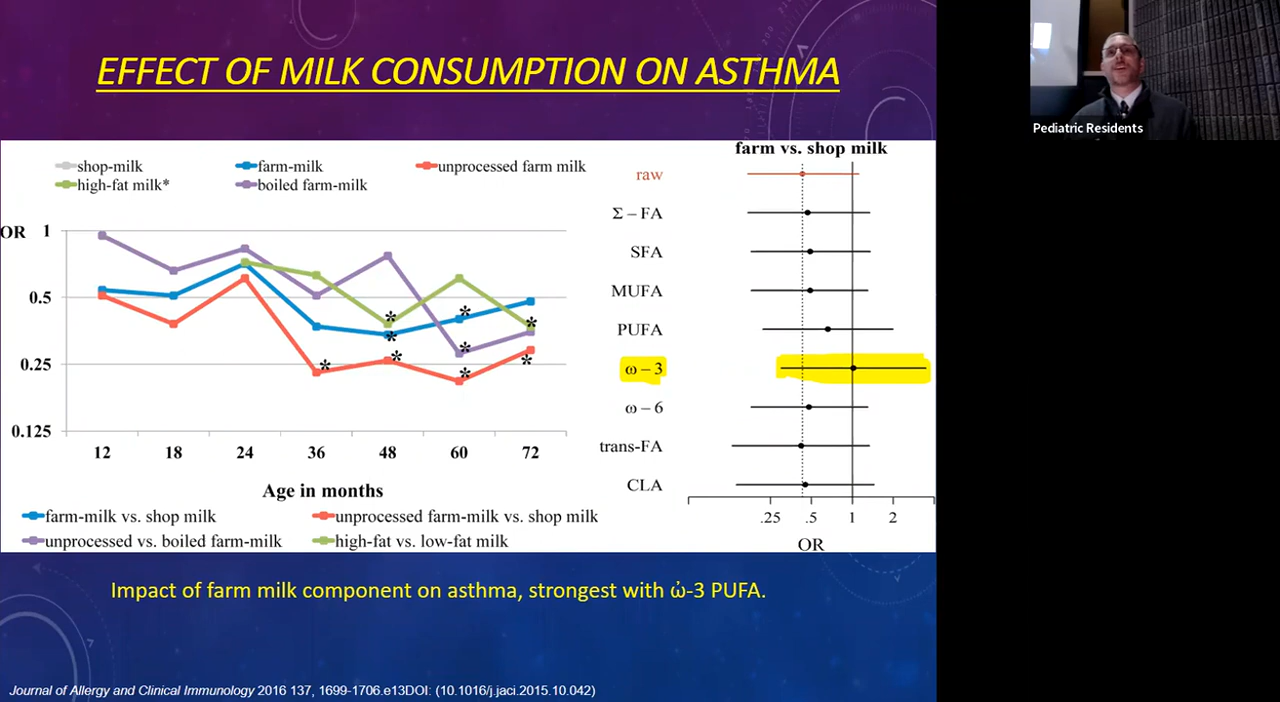 EFFECT OF MILK CONSUMPTION ON ASTHMA
Pediatric Residents
shop-milk farm-milk unprocessed farm milk
high-fat milk* boiled farm-milk
OR 1
0.5
0.25
0.125
* * * * * * * * *
12 18 24 36 48 60 72
Age in months
farm-milk vs. shop milk unprocessed farm-milk vs. shop milk
unprocessed vs. boiled farm-milk high-fat vs. low-fat milk
farm vs. shop milk
raw
Σ – FA
SFA
MUFA
PUFA
ω – 3
ω – 6
trans-FA
CLA
.25 .5 1 2
OR
Impact of farm milk component on asthma, strongest with ὠ-3 PUFA.
Journal of Allergy and Clinical Immunology 2016 137, 1699-1706.e13DOI: (10.1016/j.jaci.2015.10.042)